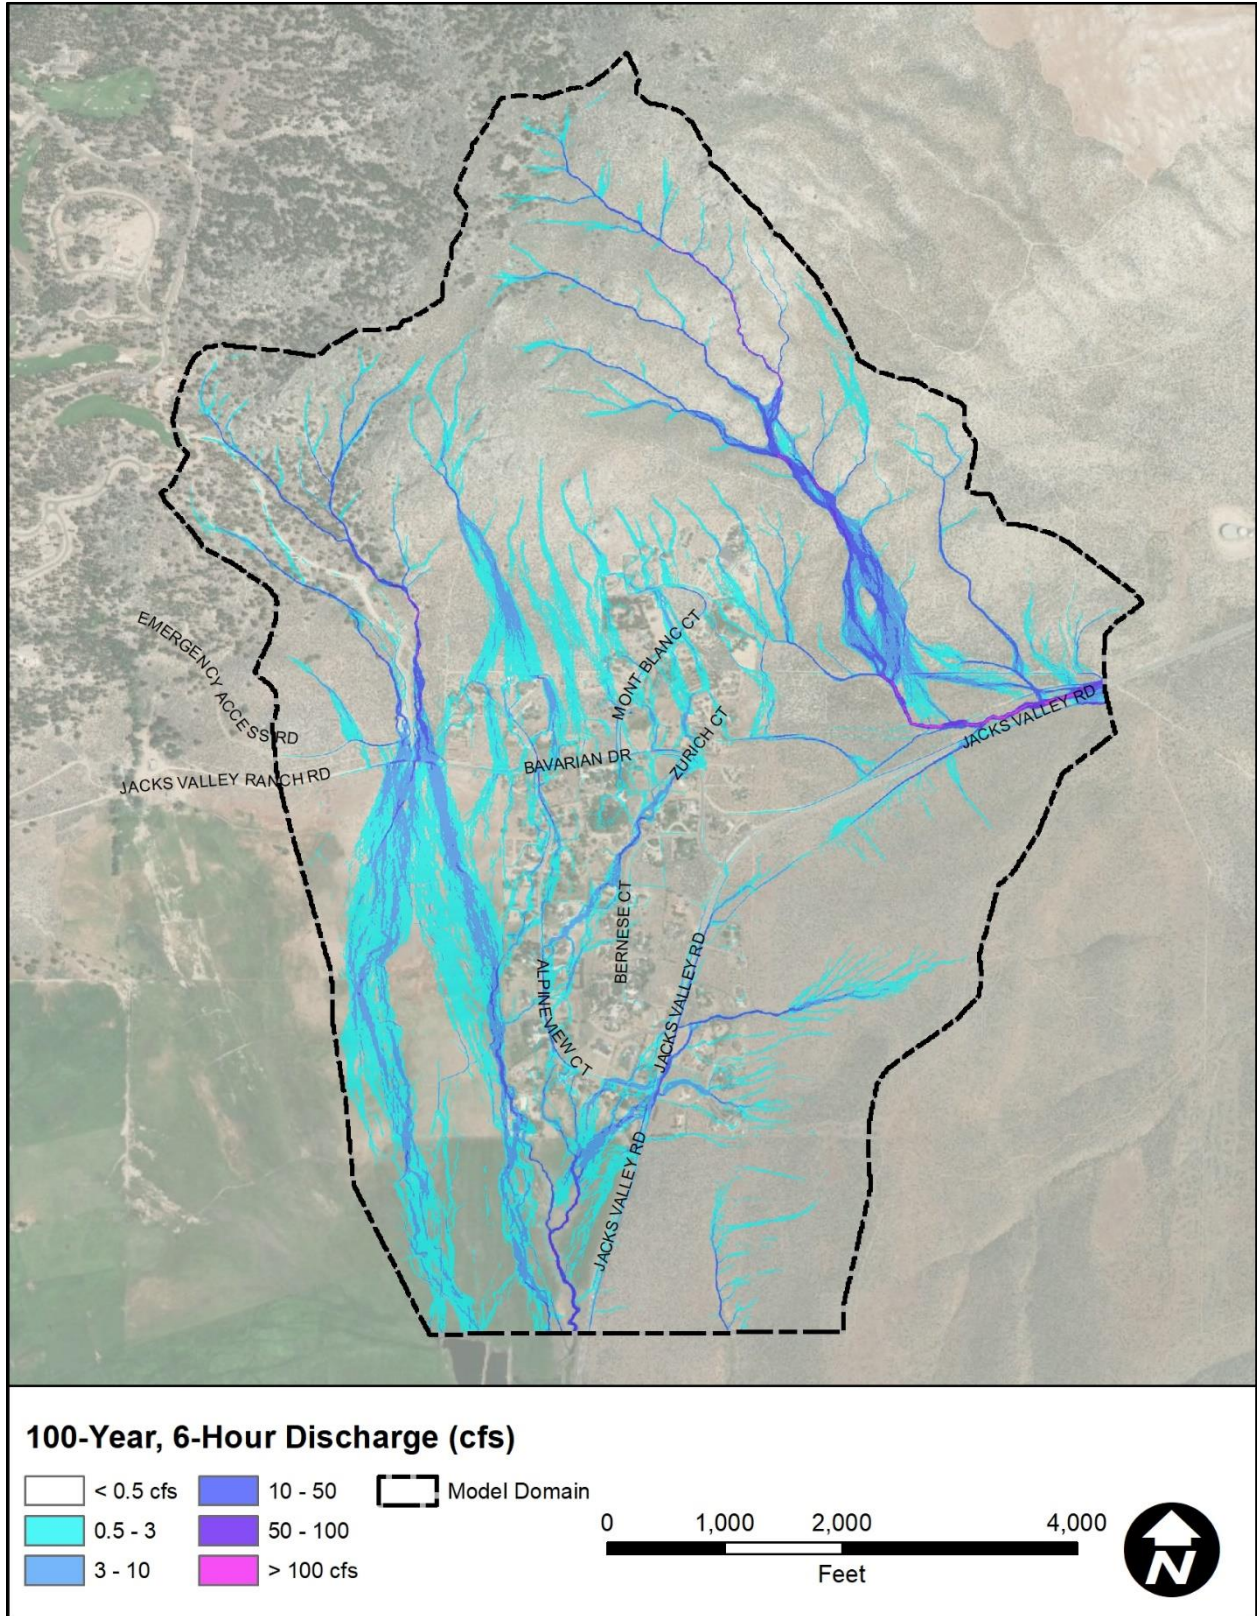 EMERGENCY ACCESS RD
JACKS VALLEY RANCH RD
BAVARIAN DR
MONT BLANC CT
ZURICH CT
JACKS VALLEY RD
BERNESE CT
ALPINEVIEW CT
JACKS VALLEY RD
JACKS VALLEY RD
100-Year, 6-Hour Discharge (cfs)
< 0.5 cfs
10 - 50
Model Domain
0.5 - 3
50 - 100
3 - 10
> 100 cfs
0 1,000 2,000 4,000
Feet
N